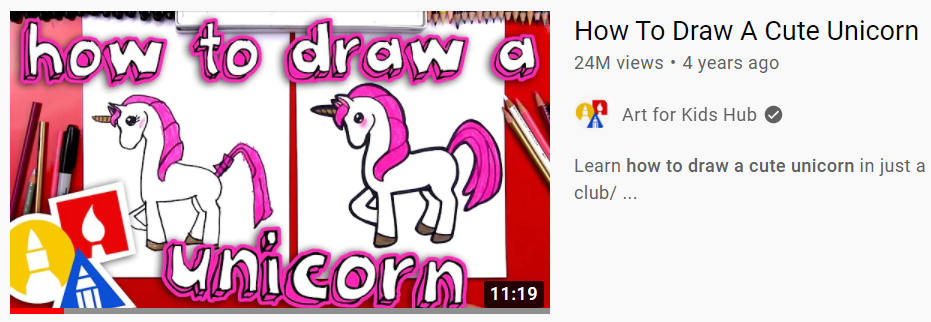 how to draw a
unicorn
11:19
How To Draw A Cute Unicorn
24M views • 4 years ago
Art for Kids Hub
Learn how to draw a cute unicorn in just a
club/ ...